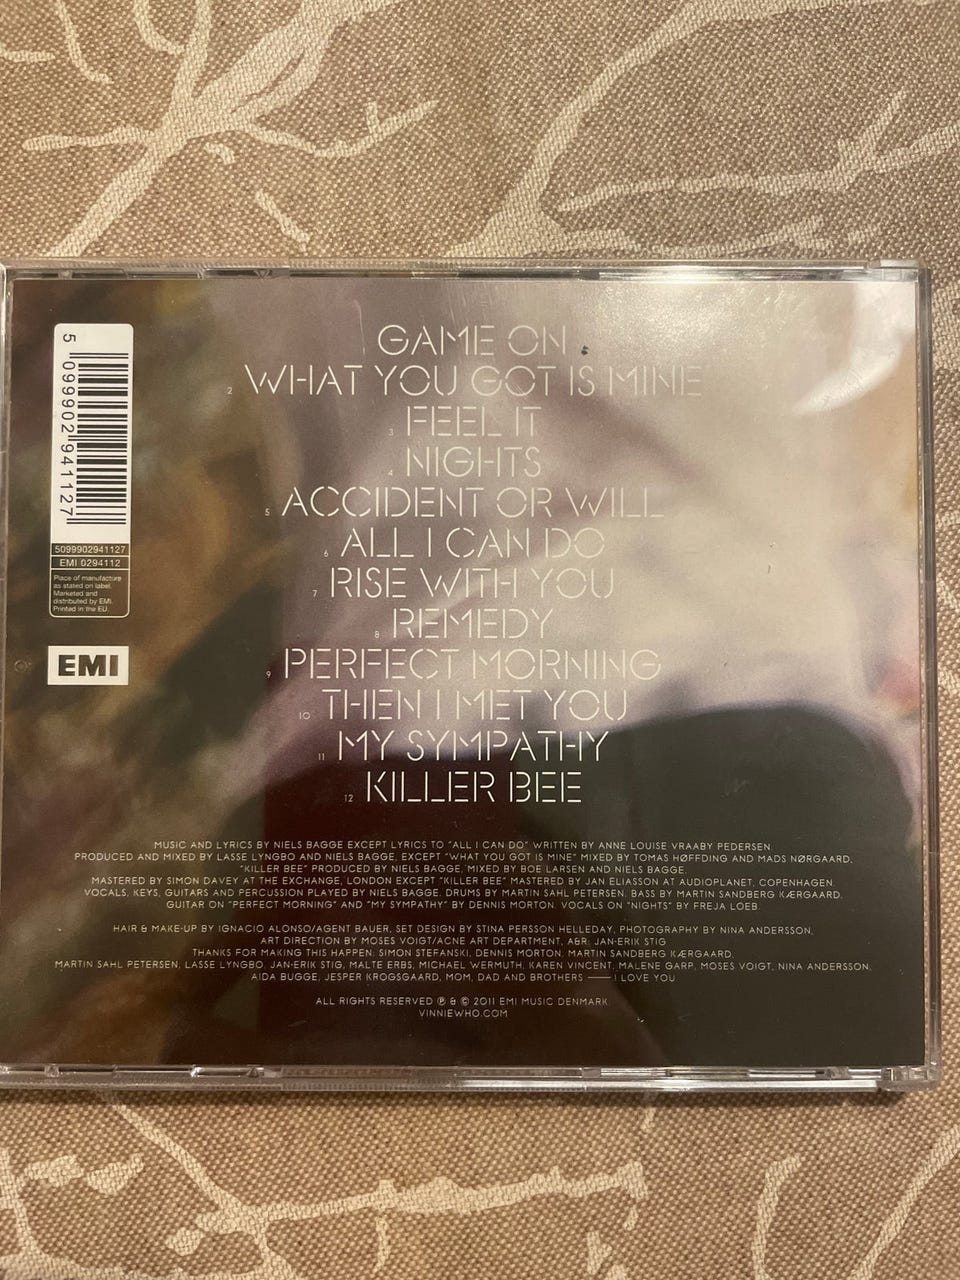 GAME ON
2 WHAT YOU GOT IS MINE
3 FEEL IT
4 NIGHTS
5 ACCIDENT OR WILL
6 ALL I CAN DO
7 RISE WITH YOU
8 REMEDY
9 PERFECT MORNING
10 THEN I MET YOU
11 MY SYMPATHY
12 KILLER BEE
5 099902 941127
5099902941127
EMI 0294112
Place of manufacture
as stated on label.
Marketed and
distributed by EMI.
Printed in the EU.
EMI
MUSIC AND LYRICS BY NIELS BAGGE EXCEPT LYRICS TO "ALL I CAN DO" WRITTEN BY ANNE LOUISE VRAABY PEDERSEN.
PRODUCED AND MIXED BY LASSE LYNGBO AND NIELS BAGGE, EXCEPT "WHAT YOU GOT IS MINE" MIXED BY TOMAS HØFFDING AND MADS NØRGAARD,
"KILLER BEE" PRODUCED BY NIELS BAGGE, MIXED BY BOE LARSEN AND NIELS BAGGE.
MASTERED BY SIMON DAVEY AT THE EXCHANGE, LONDON EXCEPT "KILLER BEE" MASTERED BY JAN ELIASSON AT AUDIOPLANET, COPENHAGEN.
VOCALS, KEYS, GUITARS AND PERCUSSION PLAYED BY NIELS BAGGE. DRUMS BY MARTIN SAHL PETERSEN. BASS BY MARTIN SANDBERG KÆRGAARD.
GUITAR ON "PERFECT MORNING" AND "MY SYMPATHY" BY DENNIS MORTON. VOCALS ON "NIGHTS" BY FREJA LOEB.
HAIR & MAKE-UP BY IGNACIO ALONSO/AGENT BAUER, SET DESIGN BY STINA PERSSON HELLEDAY, PHOTOGRAPHY BY NINA ANDERSSON,
ART DIRECTION BY MOSES VOIGT/ACNE ART DEPARTMENT, A&R: JAN-ERIK STIG
THANKS FOR MAKING THIS HAPPEN: SIMON STEFANSKI, DENNIS MORTON, MARTIN SANDBERG KÆRGAARD,
MARTIN SAHL PETERSEN, LASSE LYNGBO, JAN-ERIK STIG, MALTE ERBS, MICHAEL WERMUTH, KAREN VINCENT, MALENE GARP, MOSES VOIGT, NINA ANDERSSON,
AIDA BUGGE, JESPER KROGSGAARD, MOM, DAD AND BROTHERS — I LOVE YOU
ALL RIGHTS RESERVED ℗ & © 2011 EMI MUSIC DENMARK.
VINNIEWHO.COM